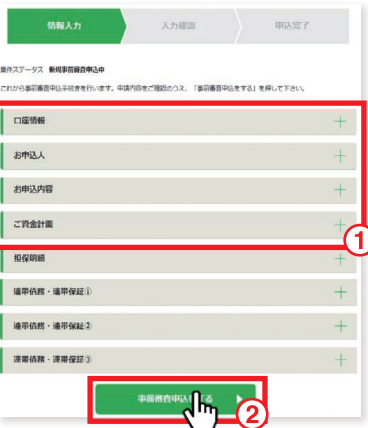 情報入力
入力確認
申込完了
案件ステータス 新規事前審査申込中
これから事前審査申込手続きを行います。申請内容をご確認のうえ、「事前審査申込をする」を押して下さい。
口座情報
お申込人
お申込内容
ご資金計画
①
担保明細
連帯債務・連帯保証①
連帯債務・連帯保証②
連帯債務・連帯保証③
事前審査申込をする
②